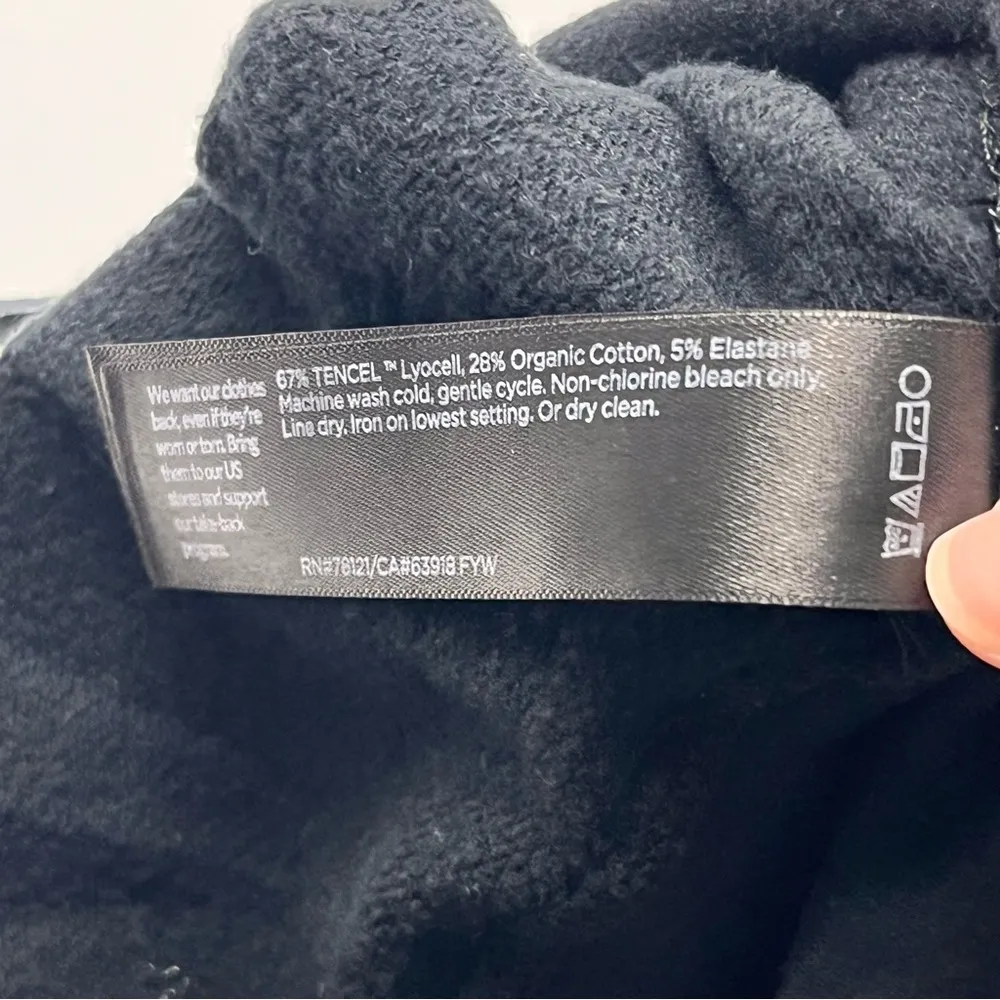 We want our clothes
back, even if they're
worn or torn. Bring
them to our US
stores and support
our take-back
program.
67% TENCEL™ Lyocell, 28% Organic Cotton, 5% Elastane
Machine wash cold, gentle cycle. Non-chlorine bleach only.
Line dry. Iron on lowest setting. Or dry clean.
RN#78121/CA#63918 FYW